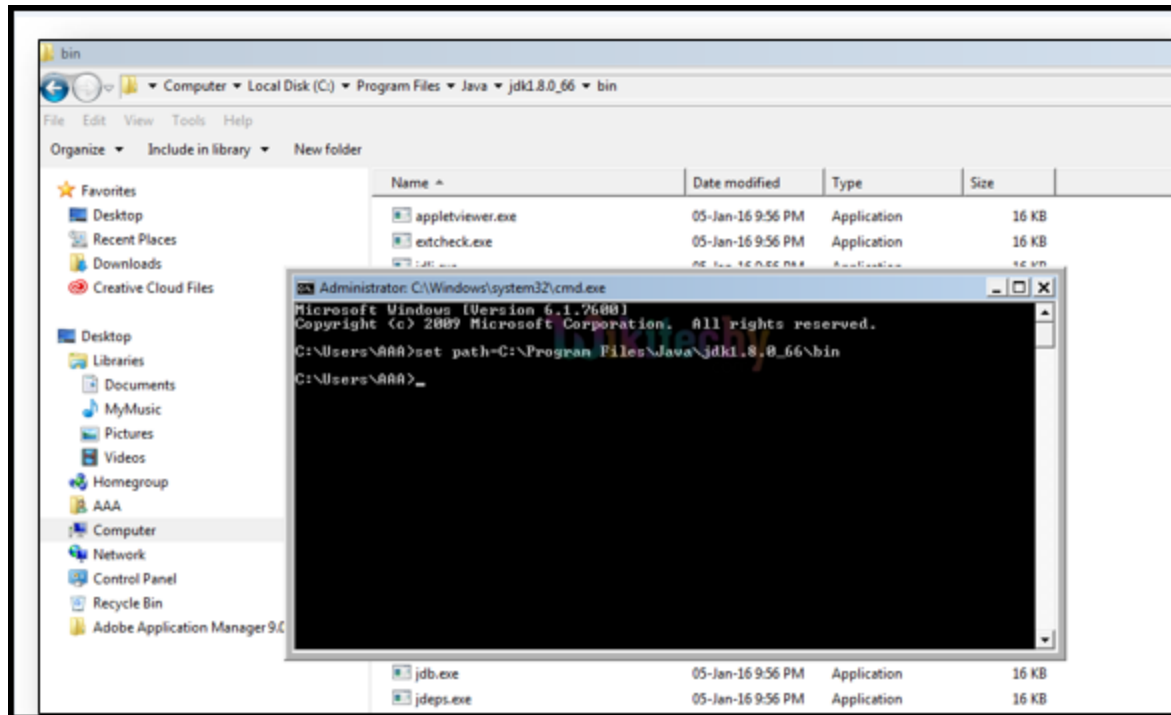 bin
Computer Local Disk (C:) Program Files Java jdk1.8.0_66 bin
File Edit View Tools Help
Organize Include in library New folder
Name Date modified Type Size
Favorites
Desktop
Recent Places
Downloads
Creative Cloud Files
Desktop
Libraries
Documents
MyMusic
Pictures
Videos
Homegroup
AAA
Computer
Network
Control Panel
Recycle Bin
Adobe Application Manager 9.0
appletviewer.exe 05-Jan-16 9:56 PM Application 16 KB
extcheck.exe 05-Jan-16 9:56 PM Application 16 KB
Administrator: C:\Windows\system32\cmd.exe
Microsoft Windows [Version 6.1.7600]
Copyright (c) 2009 Microsoft Corporation. All rights reserved.
C:\Users\AAA>set path=C:\Program Files\Java\jdk1.8.0_66\bin
C:\Users\AAA>_
Wikitechy
jdb.exe 05-Jan-16 9:56 PM Application 16 KB
jdeps.exe 05-Jan-16 9:56 PM Application 16 KB